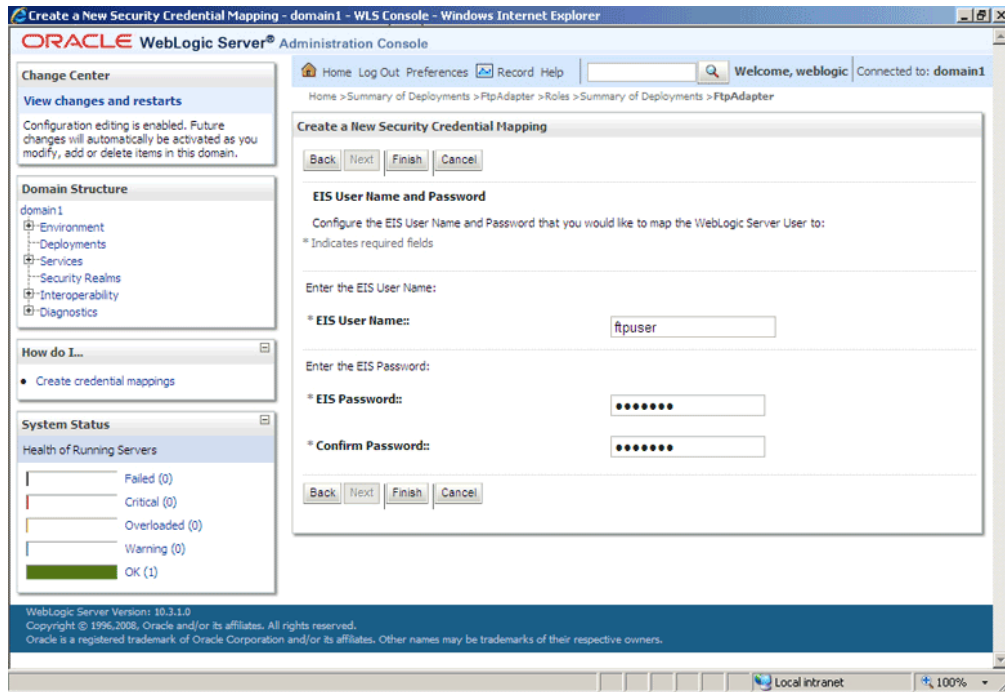 Create a New Security Credential Mapping - domain1 - WLS Console - Windows Internet Explorer
ORACLE WebLogic Server® Administration Console
Change Center
View changes and restarts
Configuration editing is enabled. Future
changes will automatically be activated as you
modify, add or delete items in this domain.
Domain Structure
domain1
Environment
Deployments
Services
Security Realms
Interoperability
Diagnostics
How do I...
Create credential mappings
System Status
Health of Running Servers
Failed (0)
Critical (0)
Overloaded (0)
Warning (0)
OK (1)
Home Log Out Preferences Record Help
Welcome, weblogic Connected to: domain1
Home >Summary of Deployments >FtpAdapter >Roles >Summary of Deployments >FtpAdapter
Create a New Security Credential Mapping
Back Next Finish Cancel
EIS User Name and Password
Configure the EIS User Name and Password that you would like to map the WebLogic Server User to:
* Indicates required fields
Enter the EIS User Name:
* EIS User Name:: ftpuser
Enter the EIS Password:
* EIS Password:: •••••••
* Confirm Password:: •••••••
Back Next Finish Cancel
WebLogic Server Version: 10.3.1.0
Copyright © 1996,2008, Oracle and/or its affiliates. All rights reserved.
Oracle is a registered trademark of Oracle Corporation and/or its affiliates. Other names may be trademarks of their respective owners.
Local intranet 100%